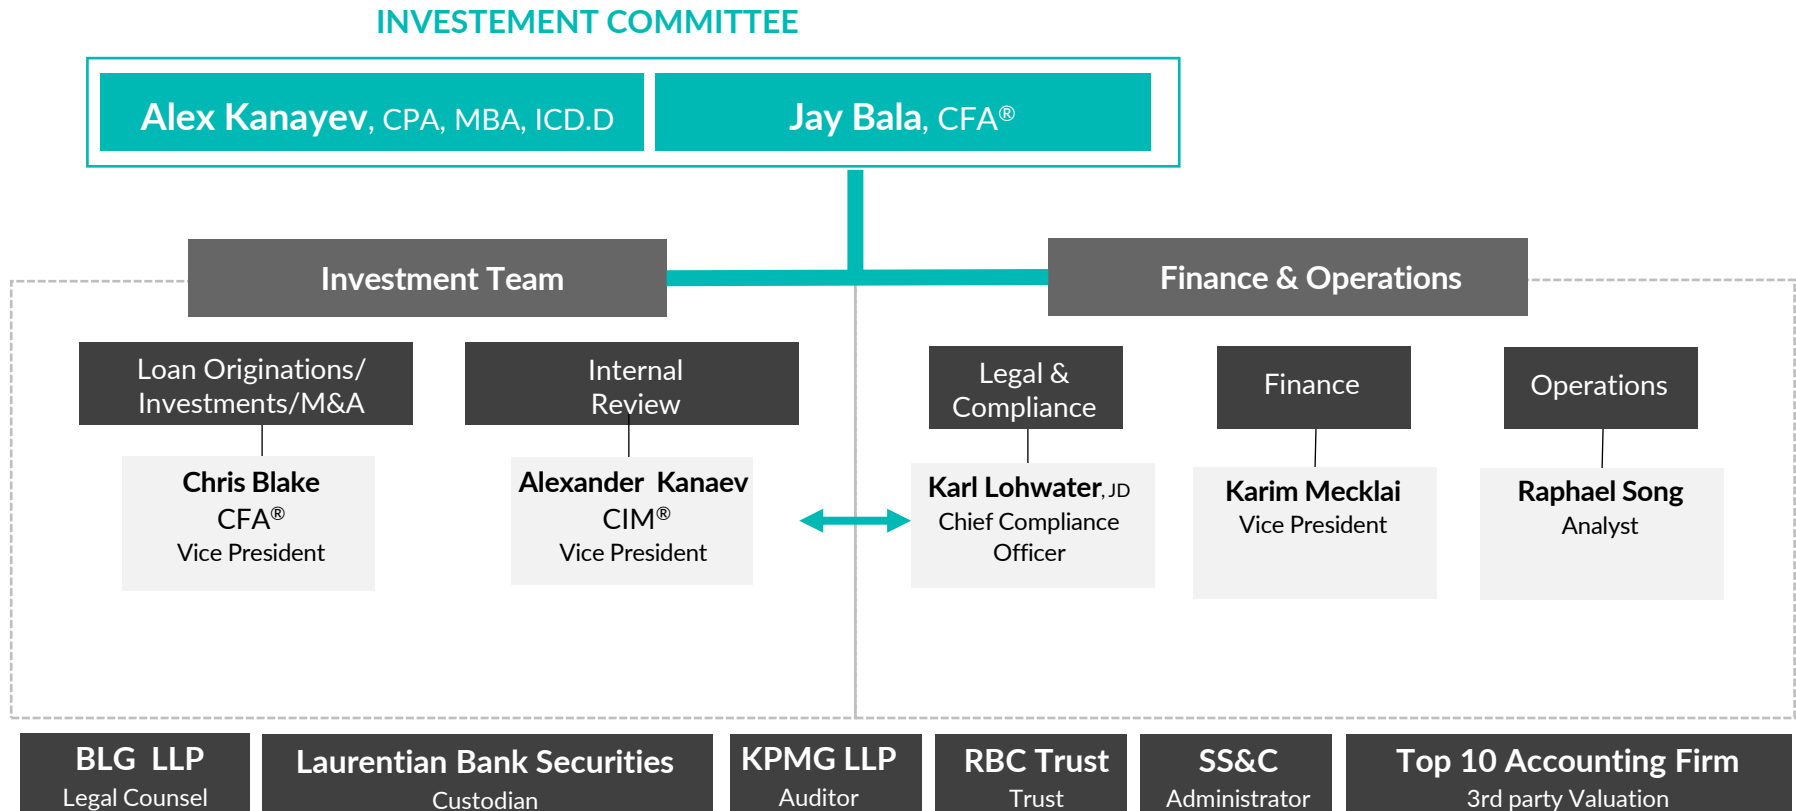 INVESTEMENT COMMITTEE
Alex Kanayev, CPA, MBA, ICD.D
Jay Bala, CFA®
Investment Team
Finance & Operations
Loan Originations/
Investments/M&A
Internal
Review
Legal &
Compliance
Finance
Operations
Chris Blake
CFA®
Vice President
Alexander Kanaev
CIM®
Vice President
Karl Lohwater, JD
Chief Compliance
Officer
Karim Mecklai
Vice President
Raphael Song
Analyst
BLG LLP
Legal Counsel
Laurentian Bank Securities
Custodian
KPMG LLP
Auditor
RBC Trust
Trust
SS&C
Administrator
Top 10 Accounting Firm
3rd party Valuation